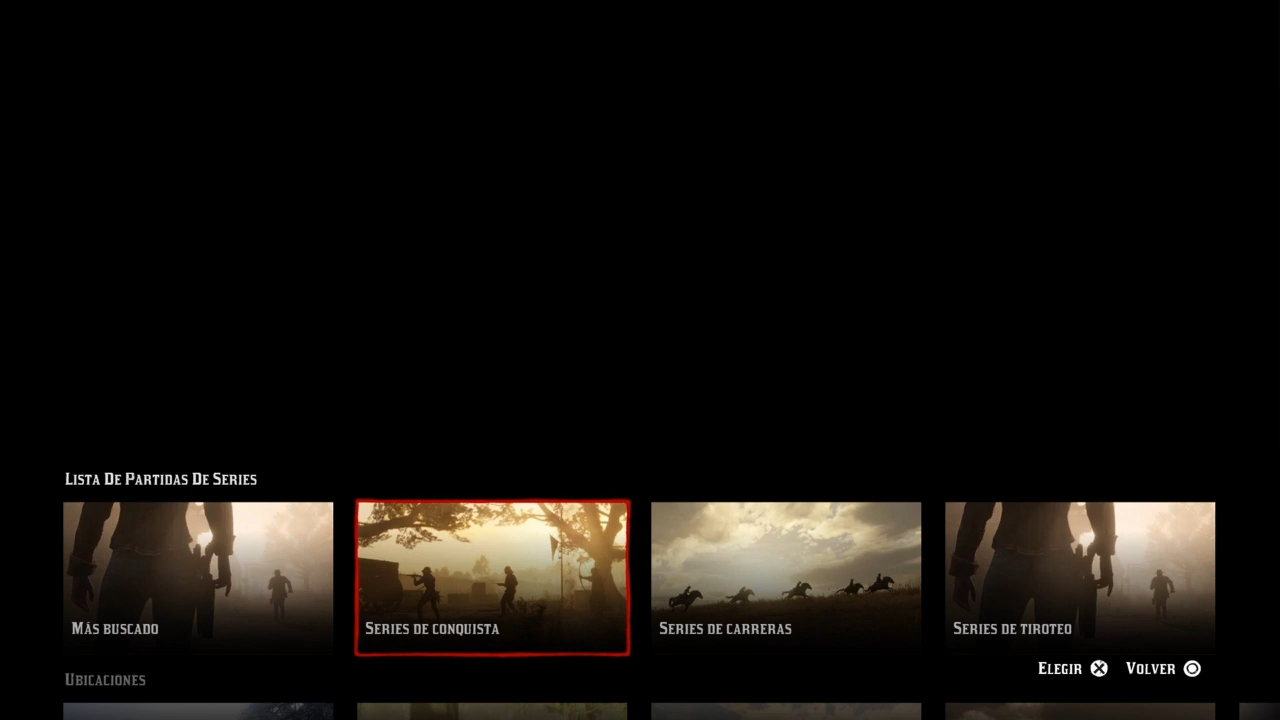 Lista De Partidas De Series
Más buscado
Series de conquista
Series de carreras
Series de tiroteo
Elegir
Volver
Ubicaciones